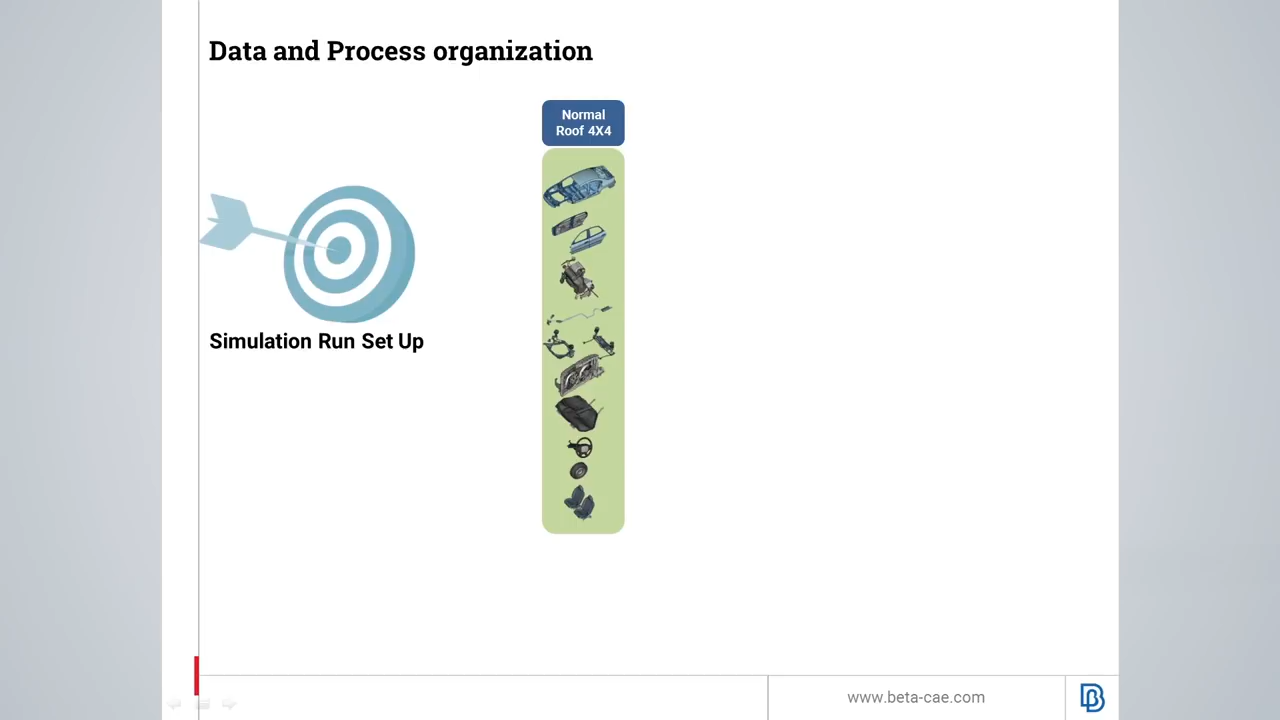 Data and Process organization
Normal
Roof 4X4
Simulation Run Set Up
www.beta-cae.com